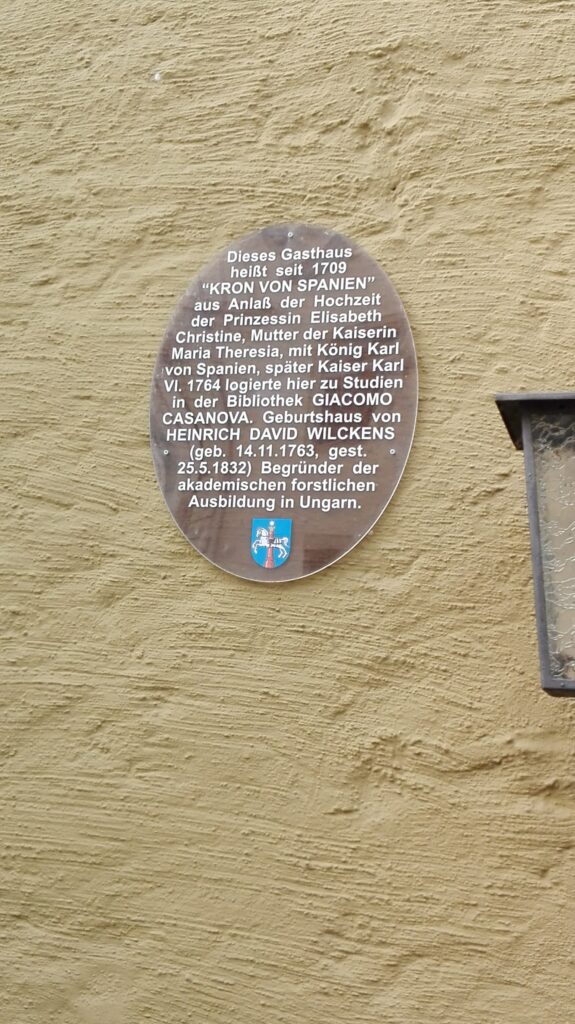 Dieses Gasthaus
heißt seit 1709
“KRON VON SPANIEN”
aus Anlaß der Hochzeit
der Prinzessin Elisabeth
Christine, Mutter der Kaiserin
Maria Theresia, mit König Karl
von Spanien, später Kaiser Karl
VI. 1764 logierte hier zu Studien
in der Bibliothek GIACOMO
CASANOVA. Geburtshaus von
HEINRICH DAVID WILCKENS
(geb. 14.11.1763, gest.
25.5.1832) Begründer der
akademischen forstlichen
Ausbildung in Ungarn.